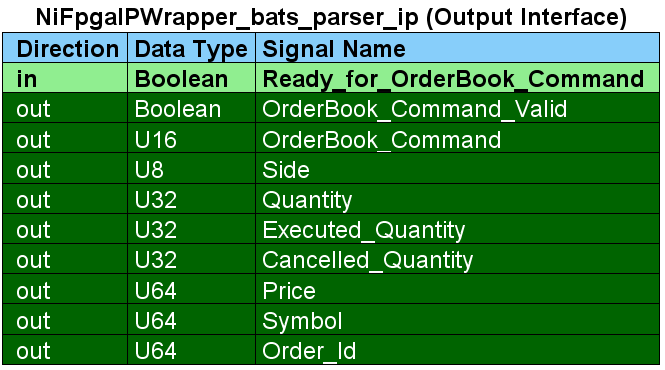 NiFpgaIPWrapper_bats_parser_ip (Output Interface)
Direction Data Type Signal Name
in Boolean Ready_for_OrderBook_Command
out Boolean OrderBook_Command_Valid
out U16 OrderBook_Command
out U8 Side
out U32 Quantity
out U32 Executed_Quantity
out U32 Cancelled_Quantity
out U64 Price
out U64 Symbol
out U64 Order_Id